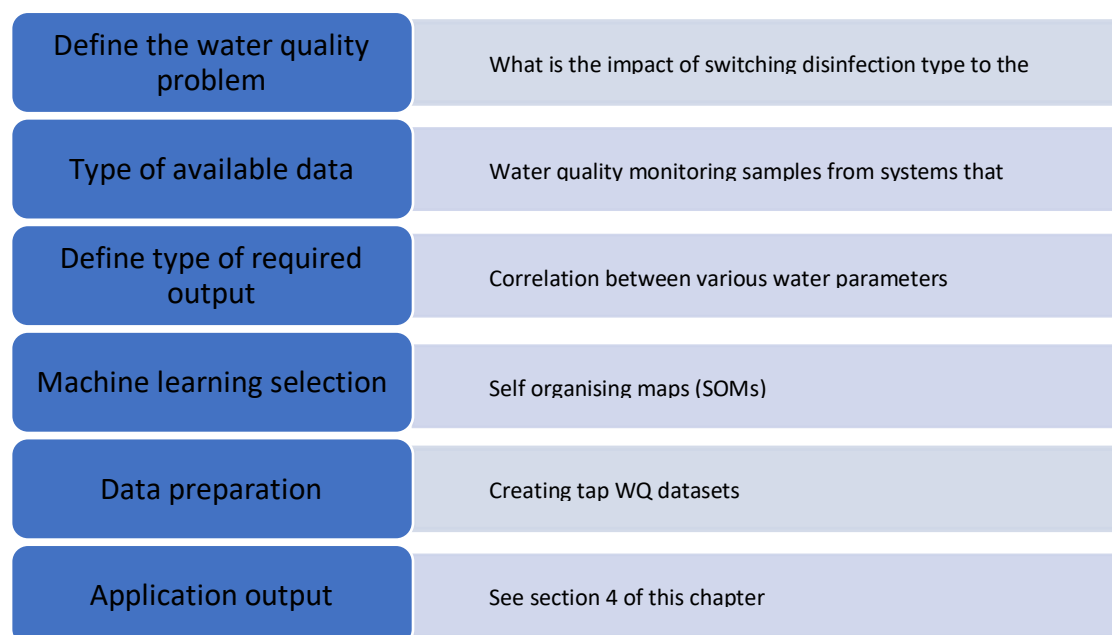 Define the water quality
problem
What is the impact of switching disinfection type to the
Type of available data
Water quality monitoring samples from systems that
Define type of required
output
Correlation between various water parameters
Machine learning selection
Self organising maps (SOMs)
Data preparation
Creating tap WQ datasets
Application output
See section 4 of this chapter